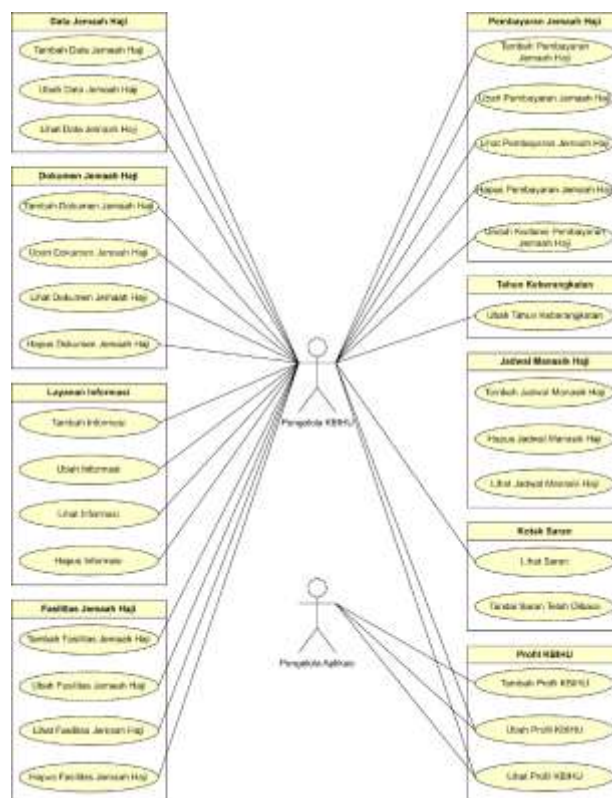 Data Jemaah Haji
Tambah Data Jemaah Haji
Ubah Data Jemaah Haji
Lihat Data Jemaah Haji
Dokumen Jemaah Haji
Tambah Dokumen Jemaah Haji
Ubah Dokumen Jemaah Haji
Lihat Dokumen Jemaah Haji
Hapus Dokumen Jemaah Haji
Layanan Informasi
Tambah Informasi
Ubah Informasi
Lihat Informasi
Hapus Informasi
Fasilitas Jemaah Haji
Tambah Fasilitas Jemaah Haji
Ubah Fasilitas Jemaah Haji
Lihat Fasilitas Jemaah Haji
Hapus Fasilitas Jemaah Haji
Pengelola KBIHU
Pengelola Aplikasi
Pembayaran Jemaah Haji
Tambah Pembayaran
Jemaah Haji
Ubah Pembayaran Jemaah Haji
Lihat Pembayaran Jemaah Haji
Hapus Pembayaran Jemaah Haji
Unduh Kwitansi Pembayaran
Jemaah Haji
Tahun Keberangkatan
Ubah Tahun Keberangkatan
Jadwal Manasik Haji
Tambah Jadwal Manasik Haji
Hapus Jadwal Manasik Haji
Lihat Jadwal Manasik Haji
Kotak Saran
Lihat Saran
Tandai Saran Telah Dibaca
Profil KBIHU
Tambah Profil KBIHU
Ubah Profil KBIHU
Lihat Profil KBIHU